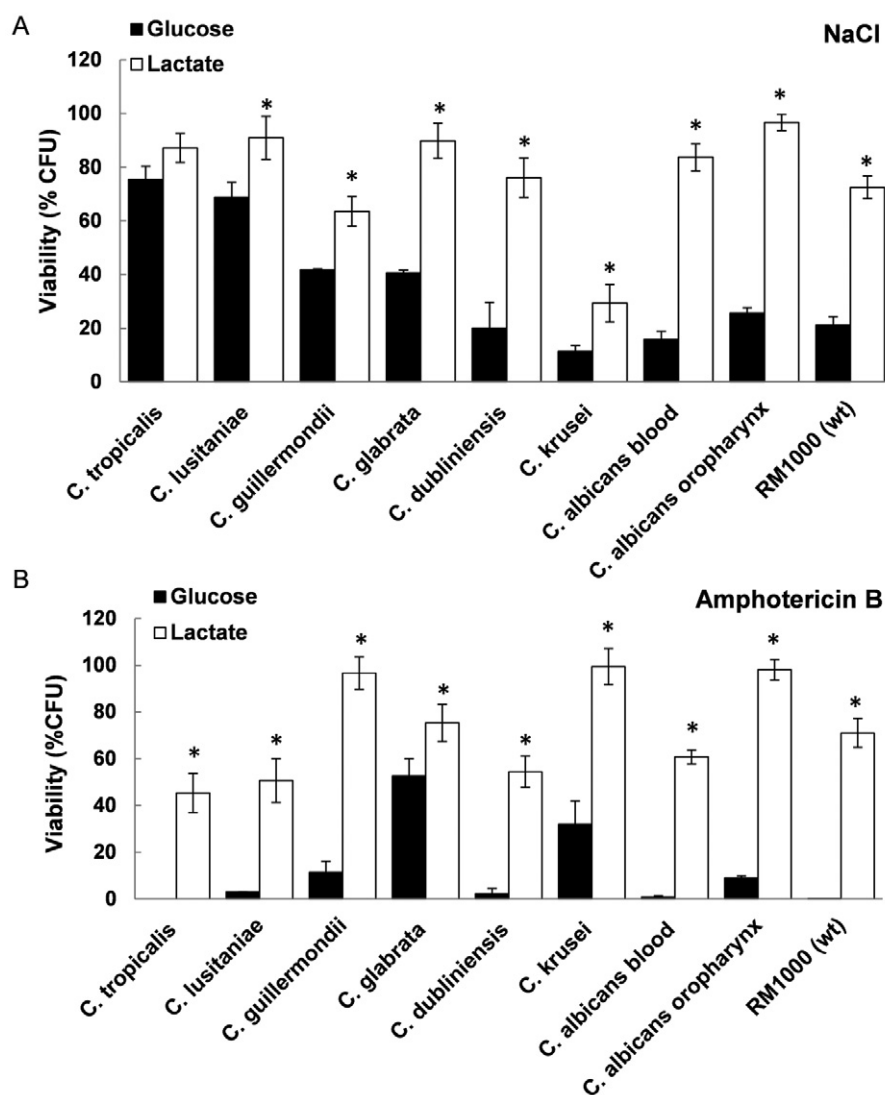 A
Glucose
Lactate
NaCl
Viability (% CFU)
120
100
80
60
40
20
0
* * * * * * * *
C. tropicalis
C. lusitaniae
C. guillermondii
C. glabrata
C. dubliniensis
C. krusei
C. albicans blood
C. albicans oropharynx
RM1000 (wt)
B
Glucose
Lactate
Amphotericin B
Viability (%CFU)
120
100
80
60
40
20
0
* * * * * * * * *
C. tropicalis
C. lusitaniae
C. guillermondii
C. glabrata
C. dubliniensis
C. krusei
C. albicans blood
C. albicans oropharynx
RM1000 (wt)